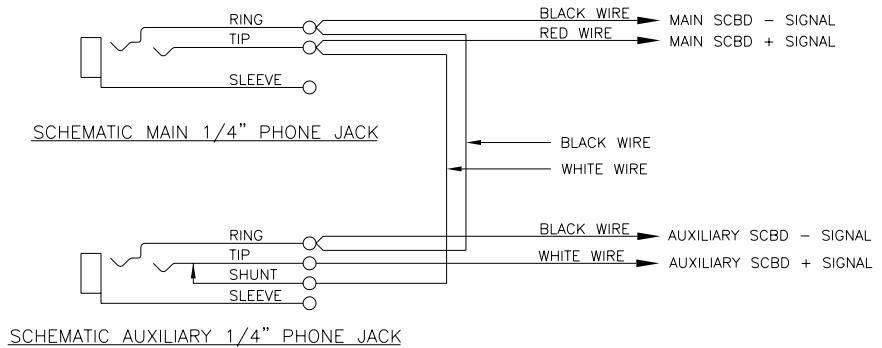 RING
BLACK WIRE
MAIN SCBD - SIGNAL
TIP
RED WIRE
MAIN SCBD + SIGNAL
SLEEVE
SCHEMATIC MAIN 1/4" PHONE JACK
BLACK WIRE
WHITE WIRE
RING
BLACK WIRE
AUXILIARY SCBD - SIGNAL
TIP
WHITE WIRE
AUXILIARY SCBD + SIGNAL
SHUNT
SLEEVE
SCHEMATIC AUXILIARY 1/4" PHONE JACK